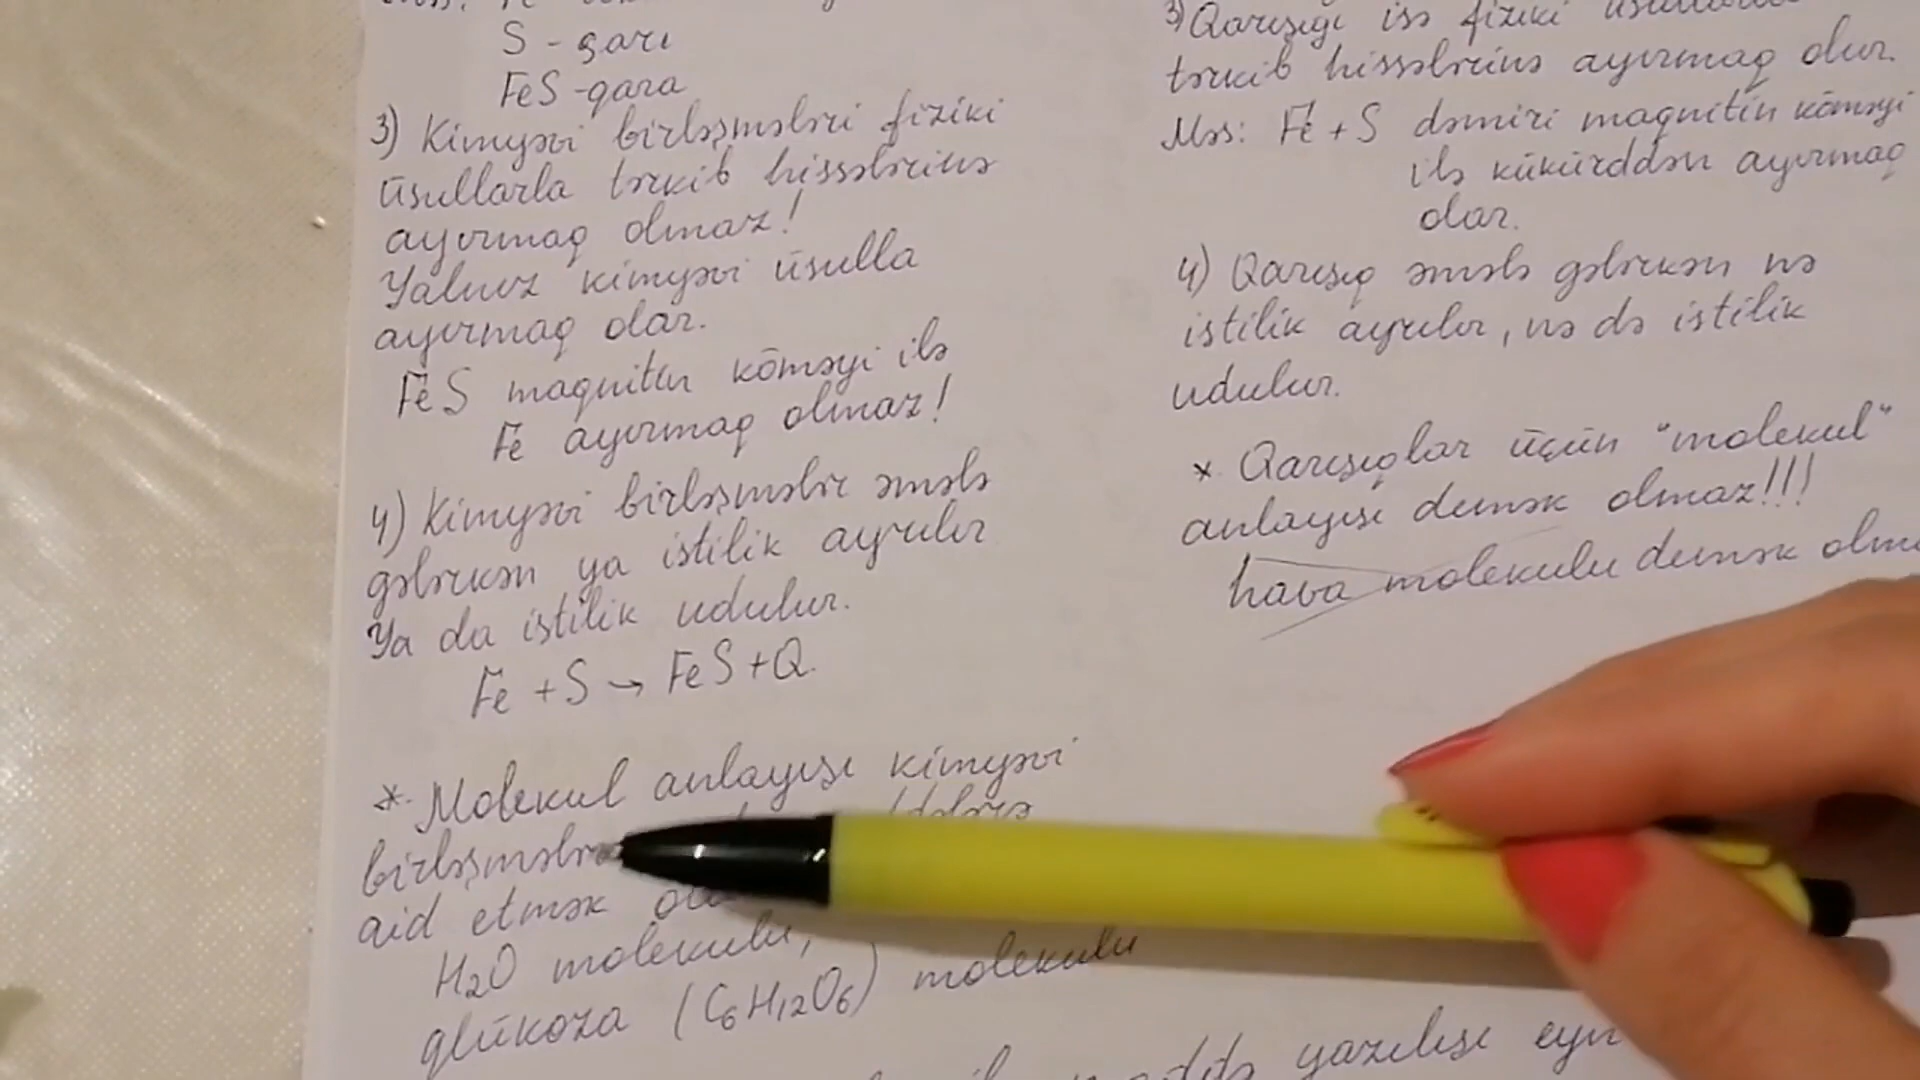 S - sarı
FeS - qara
3) Kimyəvi birləşmələri fiziki
üsullarla tərkib hissələrinə
ayırmaq olmaz!
Yalnız kimyəvi üsulla
ayırmaq olar.
FeS maqnitin köməyi ilə
Fe ayırmaq olmaz!
4) Kimyəvi birləşmələr əmələ
gələrkən ya istilik ayrılır
Ya da istilik udulur.
Fe + S → FeS + Q.
* Molekul anlayışı kimyəvi
birləşmələrə
aid etmək
H2O molekulu,
qlükoza (C6H12O6) molekulu
3) Qarışığı isə fiziki üsullarla
tərkib hissələrinə ayırmaq olur.
Məs: Fe + S dəmiri maqnitin köməyi
ilə kükürddən ayırmaq
olar.
4) Qarışıq əmələ gələrkən nə
istilik ayrılır, nə də istilik
udulur.
* Qarışıqlar üçün "molekul"
anlayışı demək olmaz!!!
hava molekulu demək
yazılışı eyni